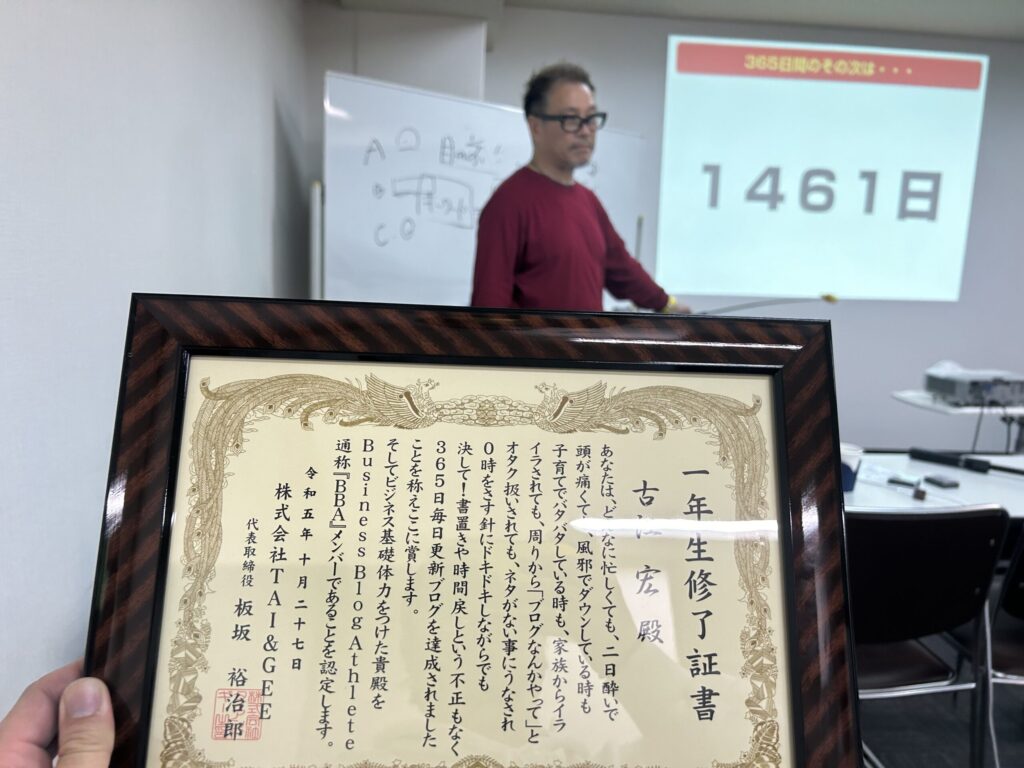 365日間のその次は・・・
1461日
A
C
一年生修了証書
古江 宏 殿
あなたは、どんなに忙しくても、二日酔いで
頭が痛くても、風邪でダウンしている時も
子育てでバタバタしている時も、家族からイラ
イラされても、周りから「ブログなんかやって」と
オタク扱いされても、ネタがない事にうなされ
0時をさす針にドキドキしながらでも
決して!書置きや時間戻しという不正もなく
365日毎日更新ブログを達成されました
ことを称えここに賞します。
そしてビジネス基礎体力をつけた貴殿を
Business Blog Athlete
通称『BBA』メンバーであることを認定します。
令和五年十月二十七日
株式会社TAI&GEE
代表取締役 板坂 裕治郎